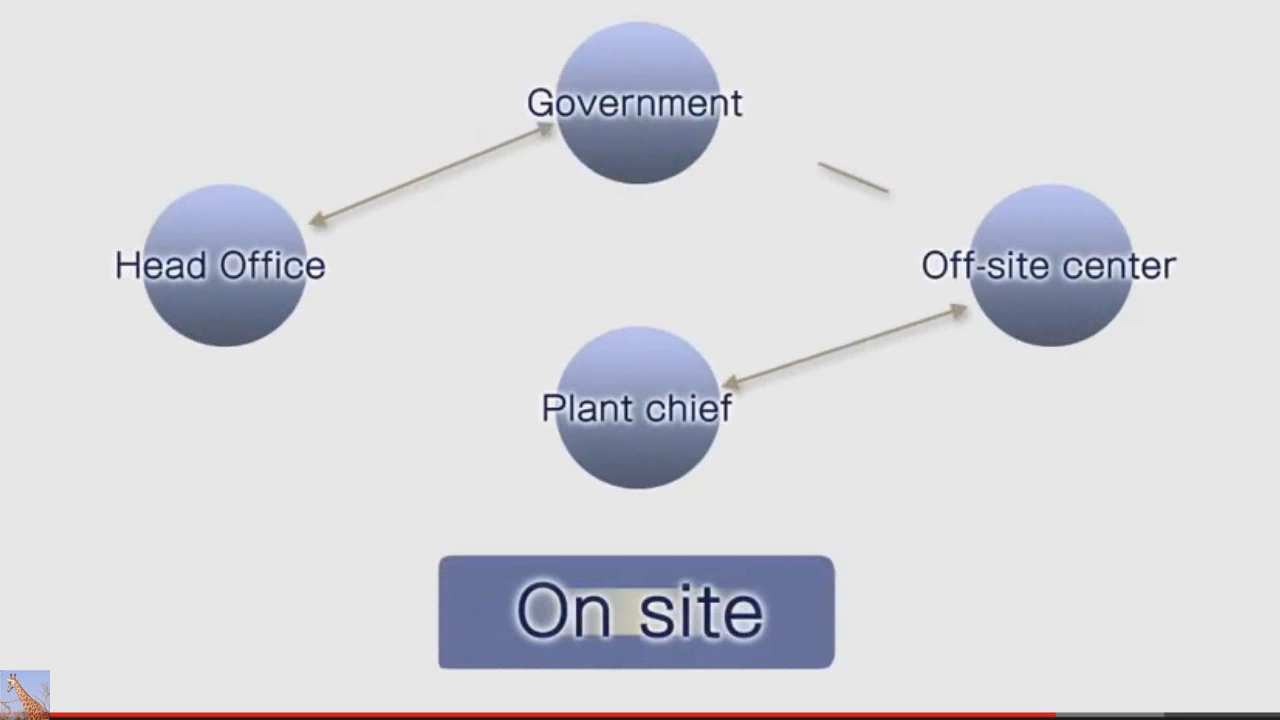 Government
Head Office
Off-site center
Plant chief
On site